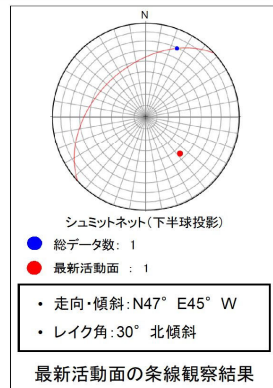 N
シュミットネット(下半球投影)
総データ数: 1
最新活動面 : 1
・ 走向・傾斜:N47° E45° W
・ レイク角:30° 北傾斜
最新活動面の条線観察結果